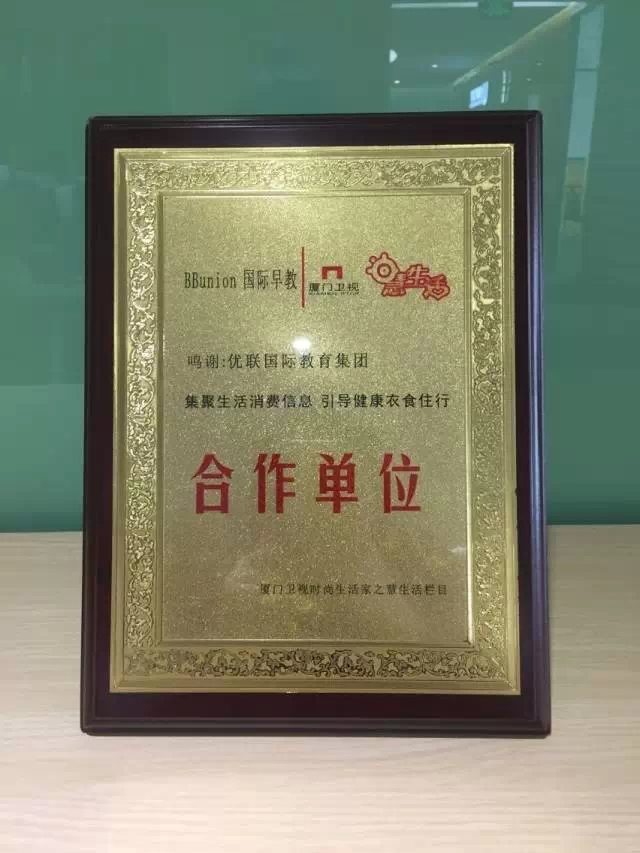 BBunion 国际早教 厦门卫视 慧生活
XIAMEN STAR
鸣谢:优联国际教育集团
集聚生活消费信息 引导健康衣食住行
合作单位
厦门卫视时尚生活家之慧生活栏目